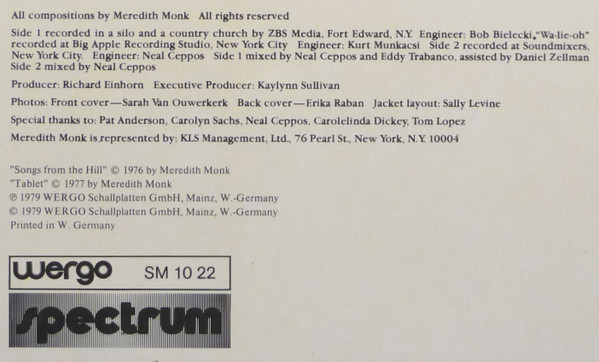 All compositions by Meredith Monk All rights reserved
Side 1 recorded in a silo and a country church by ZBS Media, Fort Edward, N.Y. Engineer: Bob Bielecki, "Wa-lie-oh"
recorded at Big Apple Recording Studio, New York City Engineer: Kurt Munkacsi Side 2 recorded at Soundmixers,
New York City. Engineer: Neal Ceppos Side 1 mixed by Neal Ceppos and Eddy Trabanco, assisted by Daniel Zellman
Side 2 mixed by Neal Ceppos
Producer: Richard Einhorn Executive Producer: Kaylynn Sullivan
Photos: Front cover—Sarah Van Ouwerkerk Back cover—Erika Raban Jacket layout: Sally Levine
Special thanks to: Pat Anderson, Carolyn Sachs, Neal Ceppos, Carolelinda Dickey, Tom Lopez
Meredith Monk is represented by: KLS Management, Ltd., 76 Pearl St., New York, N.Y. 10004
"Songs from the Hill" © 1976 by Meredith Monk
"Tablet" © 1977 by Meredith Monk
℗ 1979 WERGO Schallplatten GmbH, Mainz, W.-Germany
© 1979 WERGO Schallplatten GmbH, Mainz, W.-Germany
Printed in W. Germany
wergo SM 10 22
spectrum